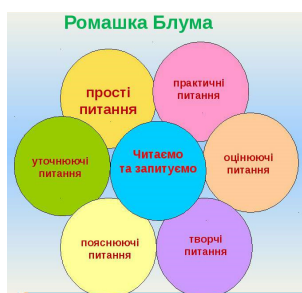 Ромашка Блума
прості
питання
практичні
питання
уточнюючі
питання
Читаємо
та запитуємо
оцінюючі
питання
пояснюючі
питання
творчі
питання